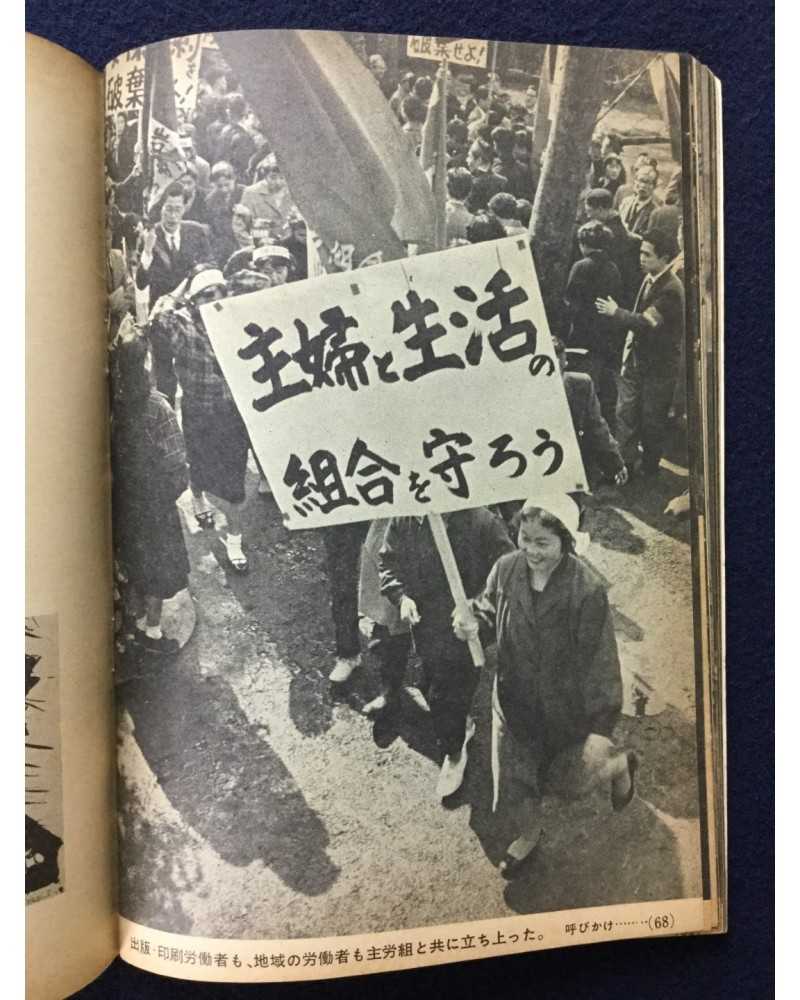 破棄せよ!
破棄
主婦と生活の
組合を守ろう
出版・印刷労働者も、地域の労働者も主労組と共に立ち上った。
呼びかけ………(68)